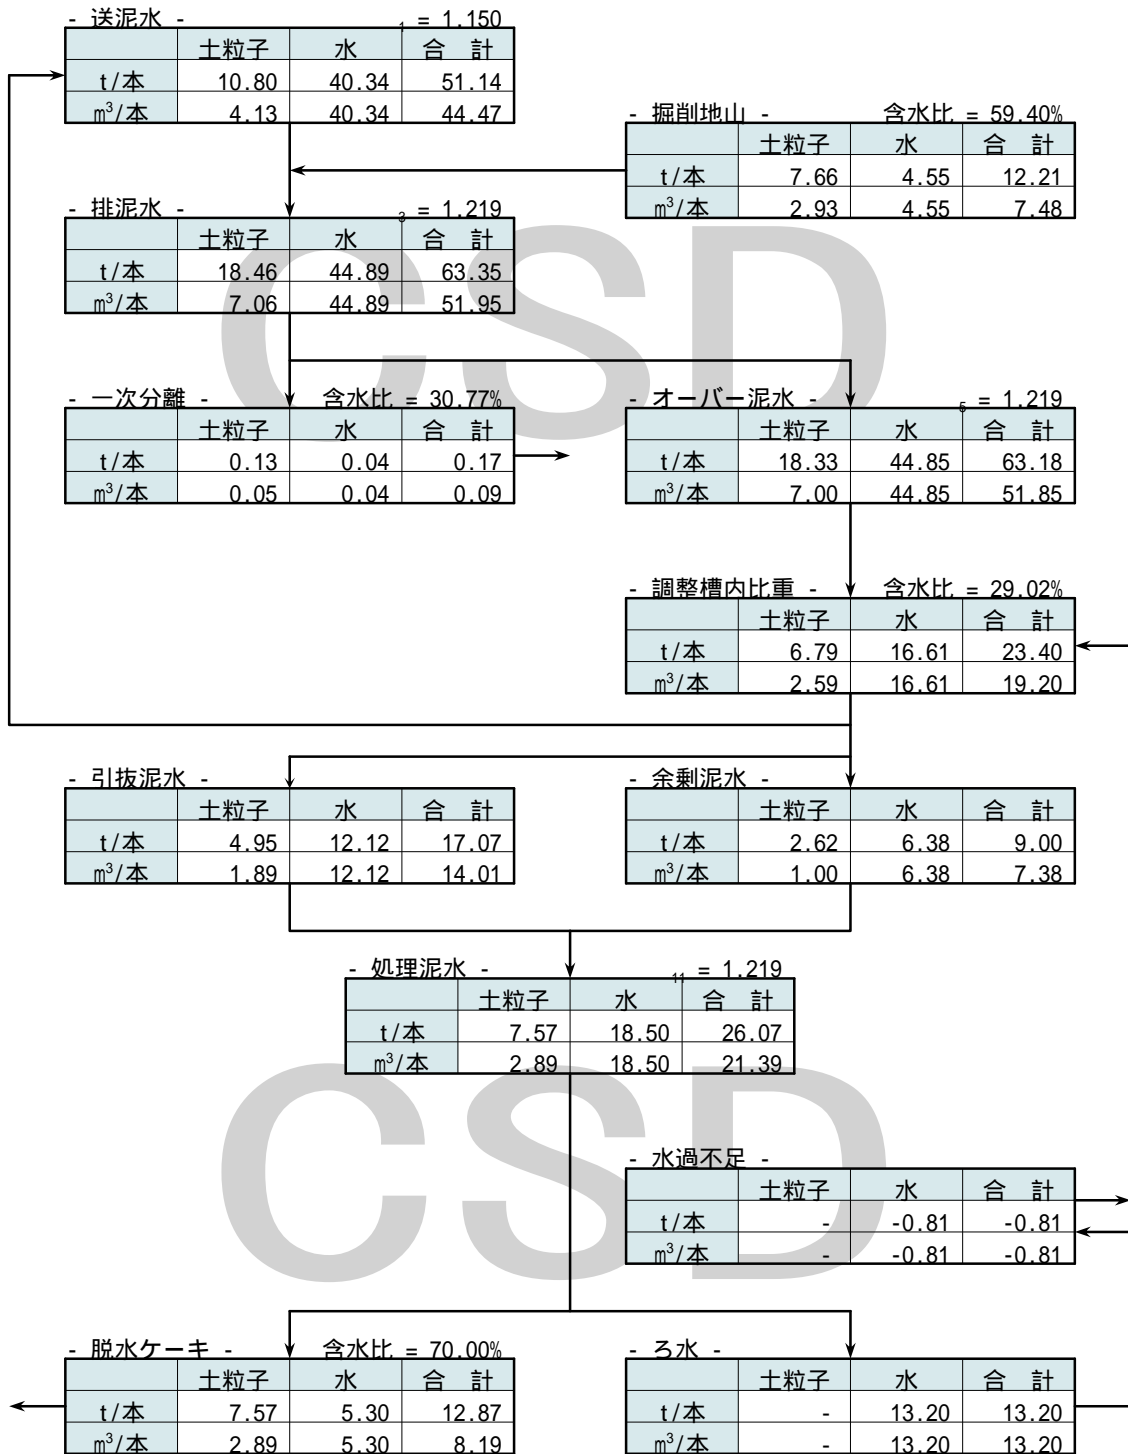 - 送泥水 - 1 = 1.150
土粒子 水 合 計
t/本 10.80 40.34 51.14
m³/本 4.13 40.34 44.47
- 掘削地山 - 含水比 = 59.40%
土粒子 水 合 計
t/本 7.66 4.55 12.21
m³/本 2.93 4.55 7.48
- 排泥水 - 3 = 1.219
土粒子 水 合 計
t/本 18.46 44.89 63.35
m³/本 7.06 44.89 51.95
- 一次分離 - 含水比 = 30.77%
土粒子 水 合 計
t/本 0.13 0.04 0.17
m³/本 0.05 0.04 0.09
- オーバー泥水 - 5 = 1.219
土粒子 水 合 計
t/本 18.33 44.85 63.18
m³/本 7.00 44.85 51.85
- 調整槽内比重 - 含水比 = 29.02%
土粒子 水 合 計
t/本 6.79 16.61 23.40
m³/本 2.59 16.61 19.20
- 引抜泥水 -
土粒子 水 合 計
t/本 4.95 12.12 17.07
m³/本 1.89 12.12 14.01
- 余剰泥水 -
土粒子 水 合 計
t/本 2.62 6.38 9.00
m³/本 1.00 6.38 7.38
- 処理泥水 - 11 = 1.219
土粒子 水 合 計
t/本 7.57 18.50 26.07
m³/本 2.89 18.50 21.39
- 水過不足 -
土粒子 水 合 計
t/本 - -0.81 -0.81
m³/本 - -0.81 -0.81
- 脱水ケーキ - 含水比 = 70.00%
土粒子 水 合 計
t/本 7.57 5.30 12.87
m³/本 2.89 5.30 8.19
- ろ水 -
土粒子 水 合 計
t/本 - 13.20 13.20
m³/本 - 13.20 13.20
CSD
CSD